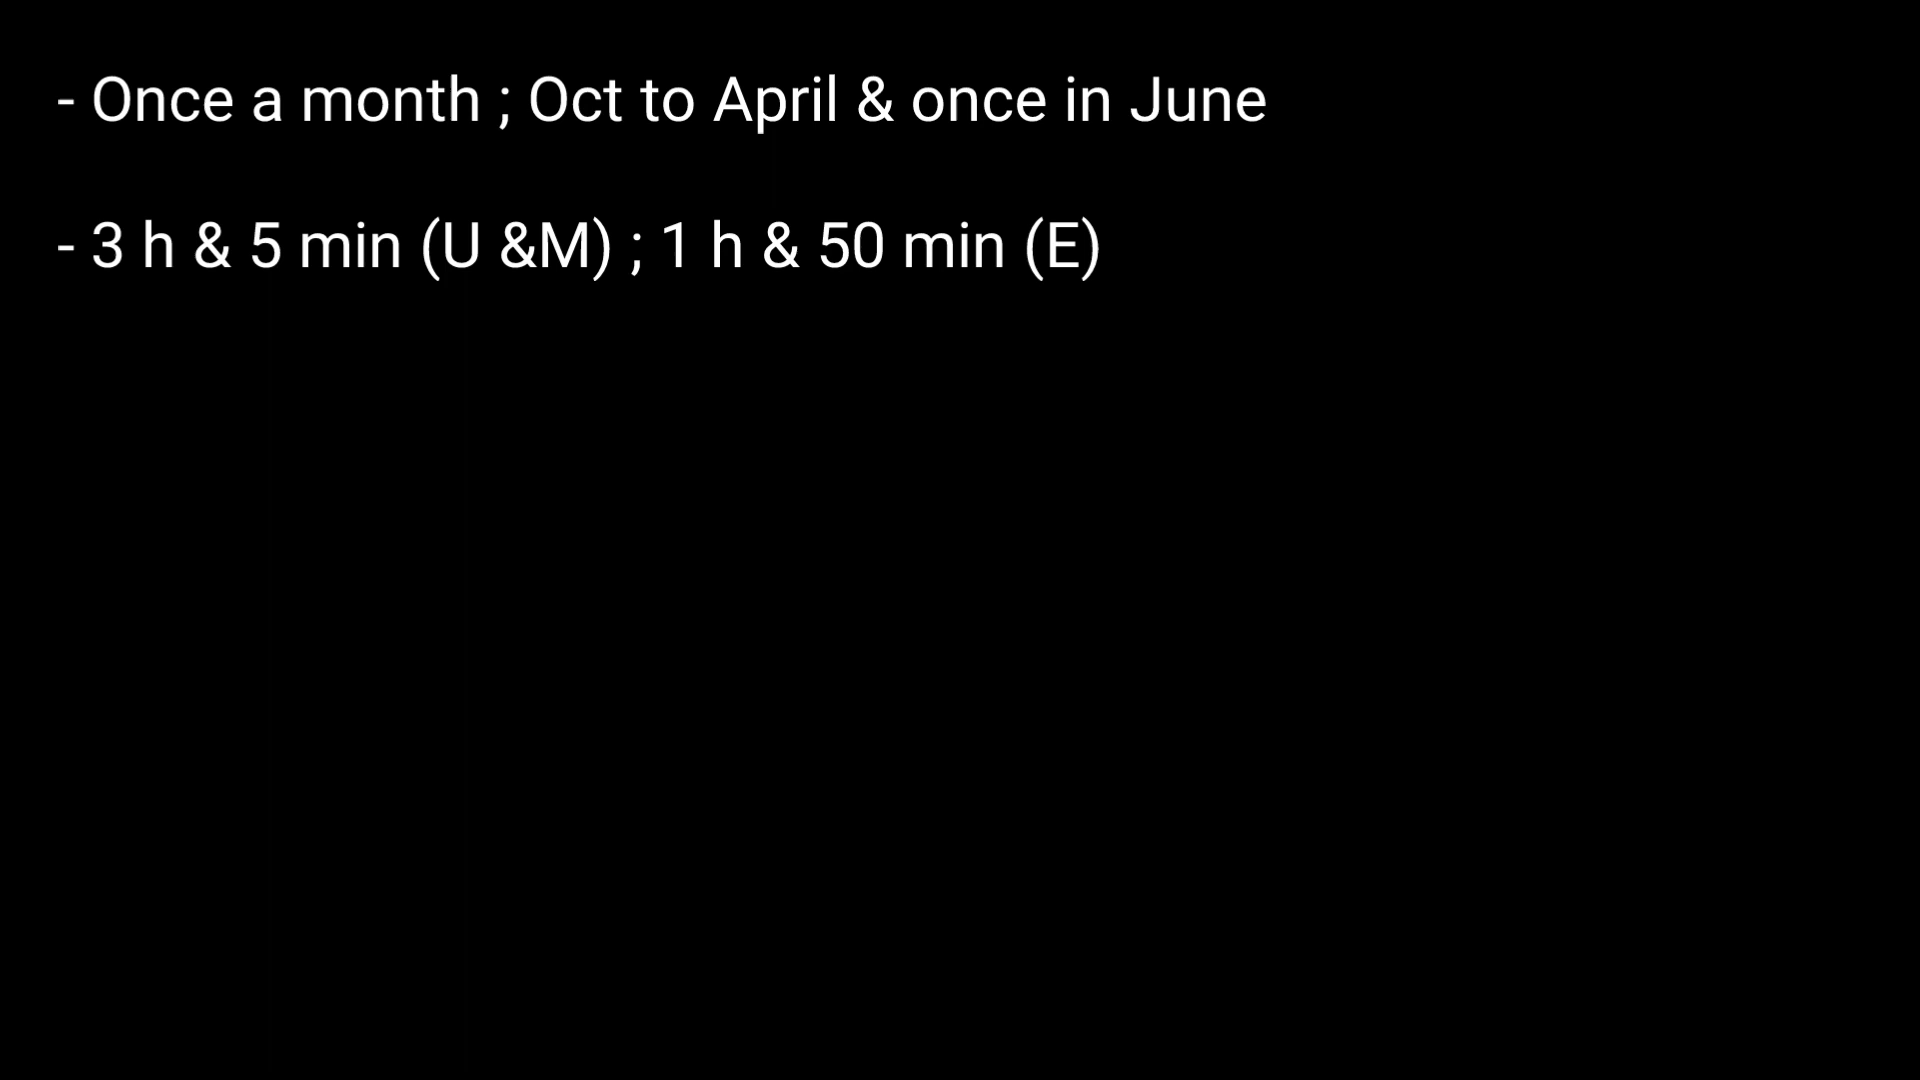 - Once a month ; Oct to April & once in June
- 3 h & 5 min (U &M) ; 1 h & 50 min (E)